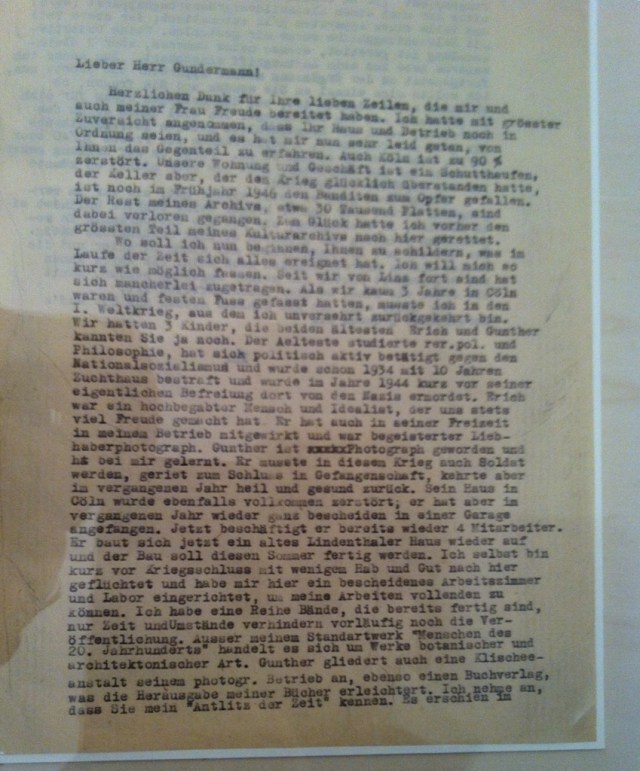 Lieber Herr Gundermann!
Herzlichen Dank für Ihre lieben Zeilen, die mir und
auch meiner Frau Freude bereitet haben. Ich hatte mit grösster
Zuversicht angenommen, dass Ihr Haus und Betrieb noch in
Ordnung seien, und es hat mir nun sehr leid getan, von
Ihnen das Gegenteil zu erfahren. Auch Köln ist zu 90 %
zerstört. Unsere Wohnung und Geschäft ist ein Schutthaufen,
der Keller aber, der den Krieg glücklich überstanden hatte,
ist noch im Frühjahr 1946 den Banditen zum Opfer gefallen.
Der Rest meines Archivs, etwa 30 Tausend Platten, sind
dabei verloren gegangen. Zum Glück hatte ich vorher den
grössten Teil meines Kulturarchivs nach hier gerettet.
Wo soll ich nun beginnen, Ihnen zu schildern, was in
Laufe der Zeit sich alles ereignet hat. Ich will mich so
kurz wie möglich fassen. Seit wir von Linz fort sind hat
sich mancherlei zugetragen. Als wir kaum 3 Jahre in Cöln
waren und festen Fuss gefasst hatten, musste ich in den
I. Weltkrieg, aus dem ich unversehrt zurückgekehrt bin.
Wir hatten 3 Kinder, die beiden ältesten Erich und Gunther
kannten Sie ja noch. Der Aelteste studierte rer.pol. und
Philosophie, hat sich politisch aktiv betätigt gegen den
Nationalsozialismus und wurde schon 1934 mit 10 Jahren
Zuchthaus bestraft und wurde im Jahre 1944 kurz vor seiner
eigentlichen Befreiung dort von den Nazis ermordet. Erich
war ein hochbegabter Mensch und Idealist, der uns stets
viel Freude gemacht hat. Er hat auch in seiner Freizeit
in meinem Betrieb mitgewirkt und war begeisterter Lieb-
haberphotograph. Gunther ist xxxxxPhotograph geworden und
hat bei mir gelernt. Er musste in diesem Krieg auch Soldat
werden, geriet zum Schluss in Gefangenschaft, kehrte aber
im vergangenen Jahr heil und gesund zurück. Sein Haus in
Cöln wurde ebenfalls vollkommen zerstört, er hat aber im
vergangenen Jahr wieder ganz bescheiden in einer Garage
angefangen. Jetzt beschäftigt er bereits wieder 4 Mitarbeiter.
Er baut sich jetzt ein altes Lindenthaler Haus wieder auf
und der Bau soll diesen Sommer fertig werden. Ich selbst bin
kurz vor Kriegsschluss mit wenigem Hab und Gut nach hier
geflüchtet und habe mir hier ein bescheidenes Arbeitszimmer
und Labor eingerichtet, um meine Arbeiten vollenden zu
können. Ich habe eine Reihe Bände, die bereits fertig sind,
nur Zeit undUmstände verhindern vorläufig noch die Ver-
öffentlichung. Ausser meinem Standartwerk "Menschen des
20. Jahrhunderts" handelt es sich um Werke botanischer und
architektonischer Art. Gunther gliedert auch eine Klischee-
anstalt seinem photogr. Betrieb an, ebenso einen Buchverlag,
was die Herausgabe meiner Bücher erleichtert. Ich nehme an,
dass Sie mein "Antlitz der Zeit" kennen. Es erschien in